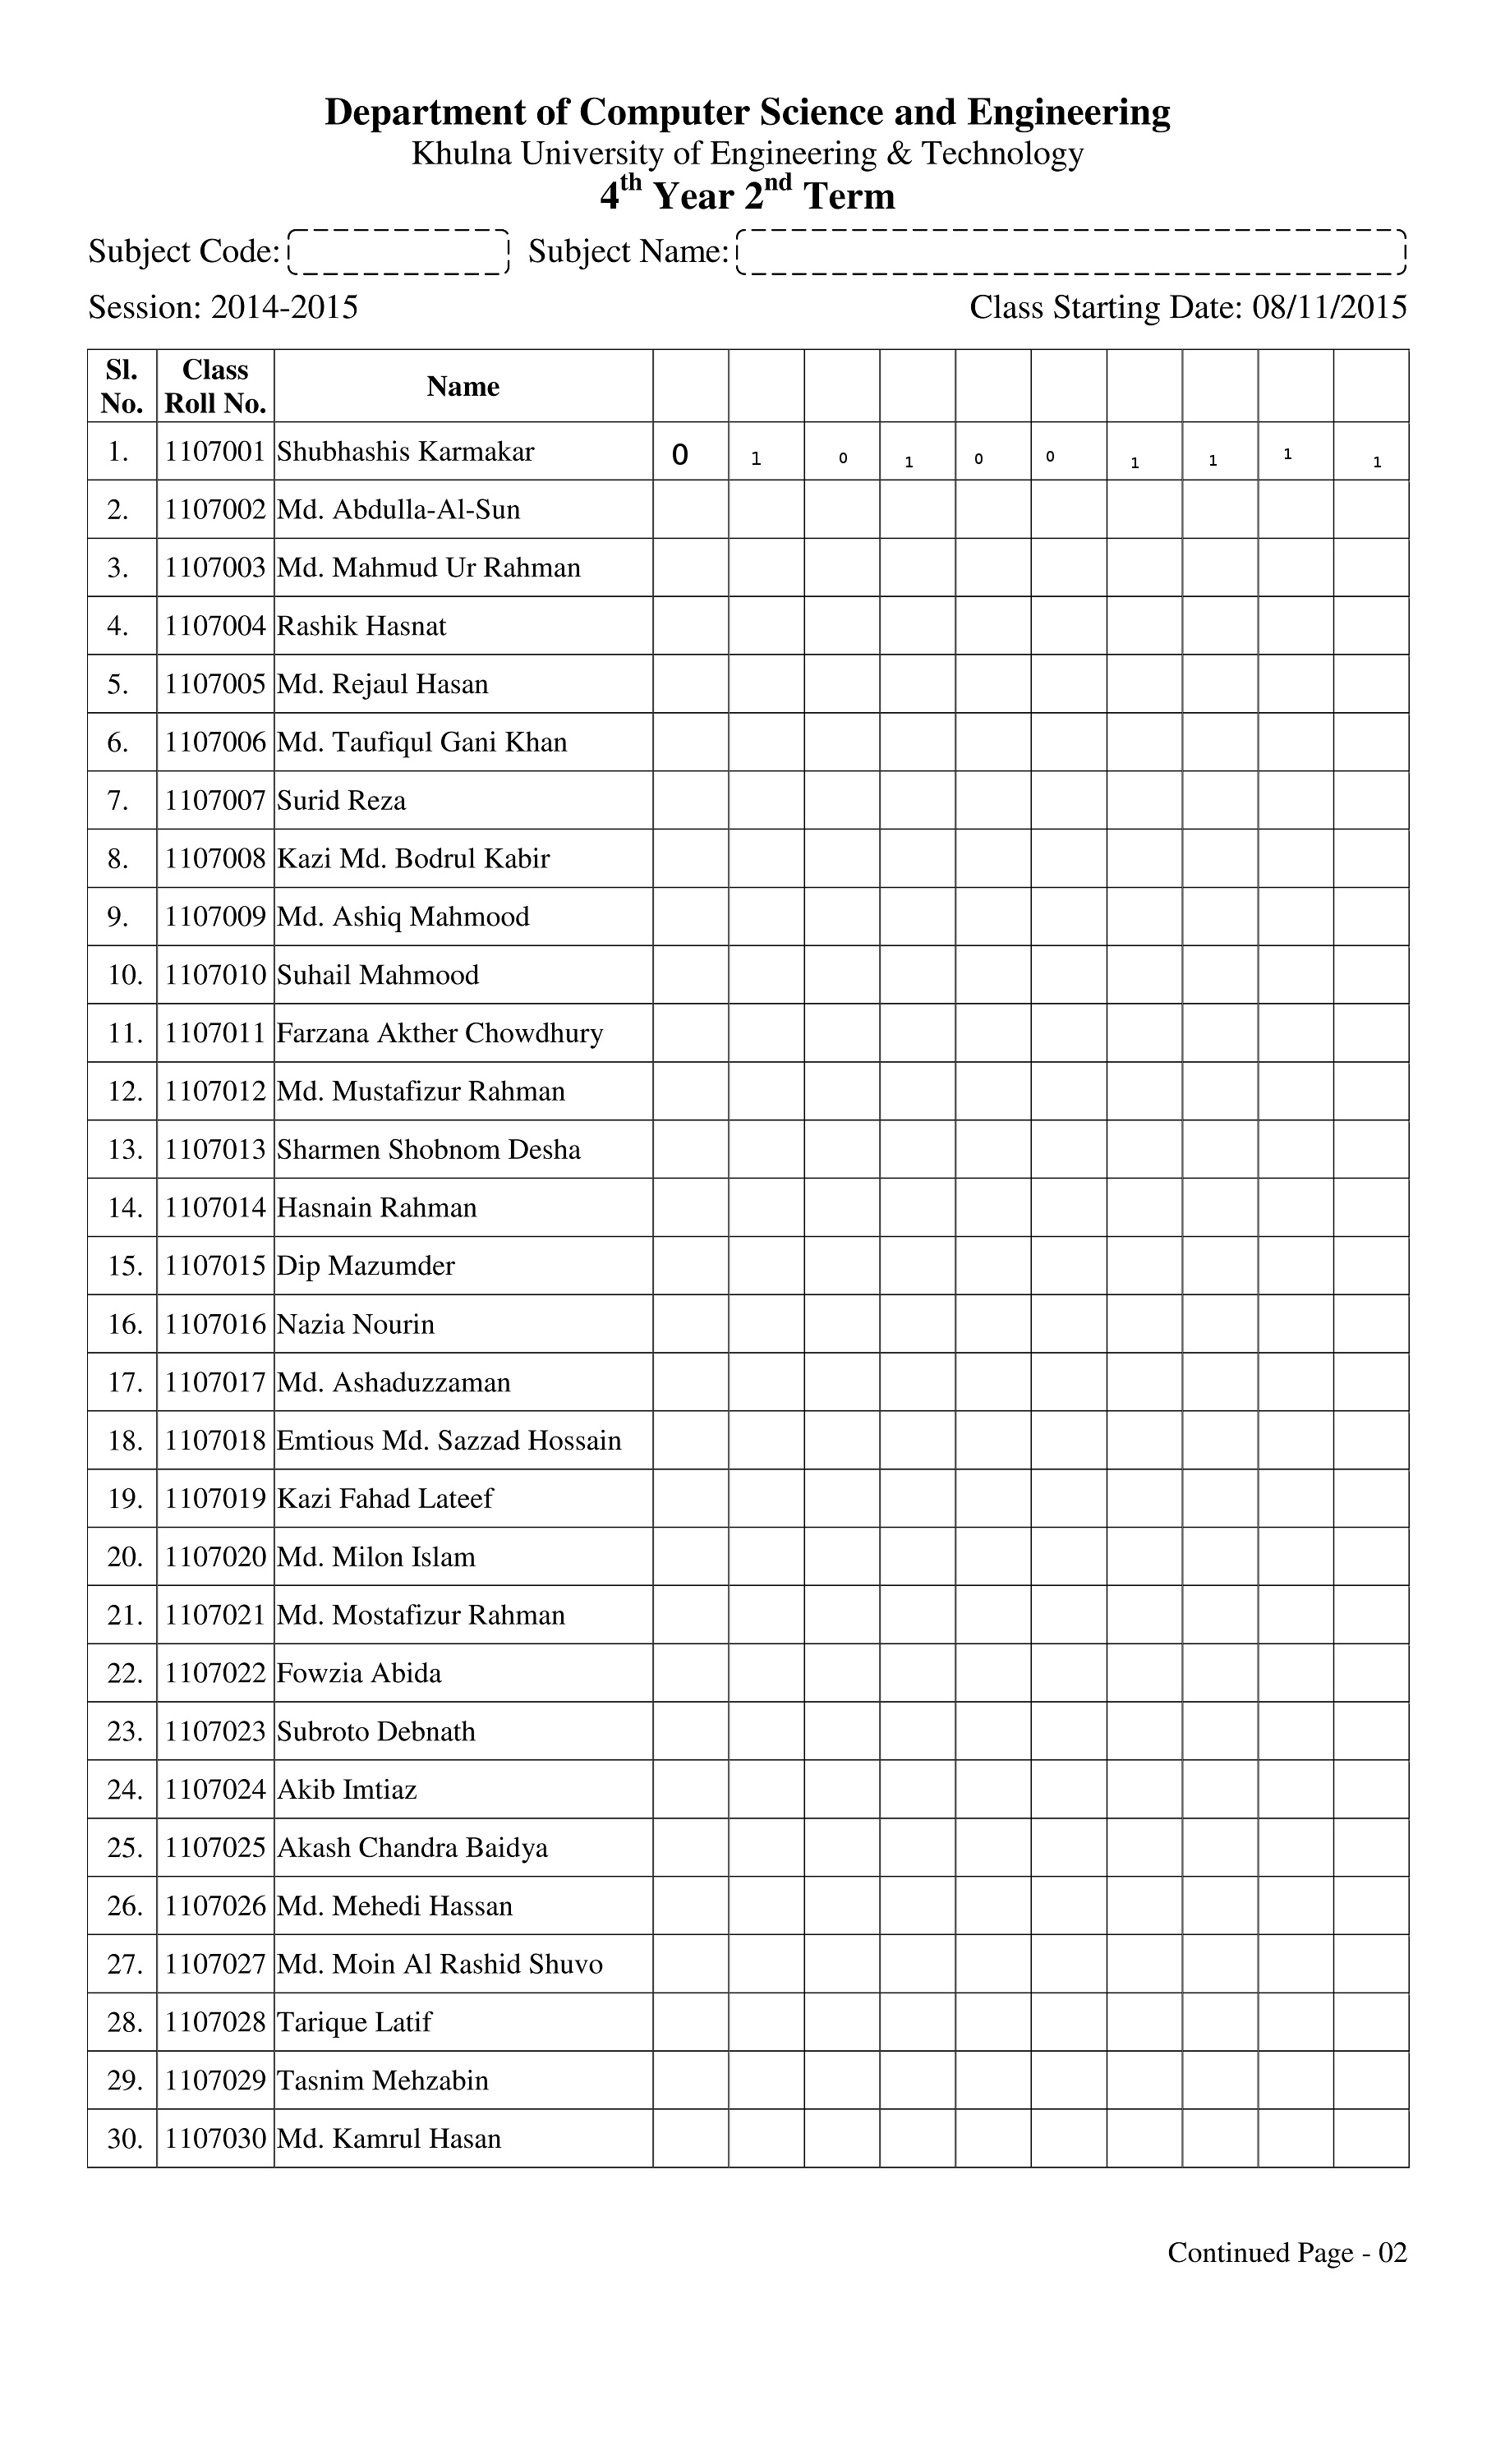 Department of Computer Science and Engineering
Khulna University of Engineering & Technology
4th Year 2nd Term
Subject Code: Subject Name:
Session: 2014-2015 Class Starting Date: 08/11/2015
Sl. No. Class Roll No. Name
1. 1107001 Shubhashis Karmakar 0 1 0 1 0 0 1 1 1 1
2. 1107002 Md. Abdulla-Al-Sun
3. 1107003 Md. Mahmud Ur Rahman
4. 1107004 Rashik Hasnat
5. 1107005 Md. Rejaul Hasan
6. 1107006 Md. Taufiqul Gani Khan
7. 1107007 Surid Reza
8. 1107008 Kazi Md. Bodrul Kabir
9. 1107009 Md. Ashiq Mahmood
10. 1107010 Suhail Mahmood
11. 1107011 Farzana Akther Chowdhury
12. 1107012 Md. Mustafizur Rahman
13. 1107013 Sharmen Shobnom Desha
14. 1107014 Hasnain Rahman
15. 1107015 Dip Mazumder
16. 1107016 Nazia Nourin
17. 1107017 Md. Ashaduzzaman
18. 1107018 Emtious Md. Sazzad Hossain
19. 1107019 Kazi Fahad Lateef
20. 1107020 Md. Milon Islam
21. 1107021 Md. Mostafizur Rahman
22. 1107022 Fowzia Abida
23. 1107023 Subroto Debnath
24. 1107024 Akib Imtiaz
25. 1107025 Akash Chandra Baidya
26. 1107026 Md. Mehedi Hassan
27. 1107027 Md. Moin Al Rashid Shuvo
28. 1107028 Tarique Latif
29. 1107029 Tasnim Mehzabin
30. 1107030 Md. Kamrul Hasan
Continued Page - 02